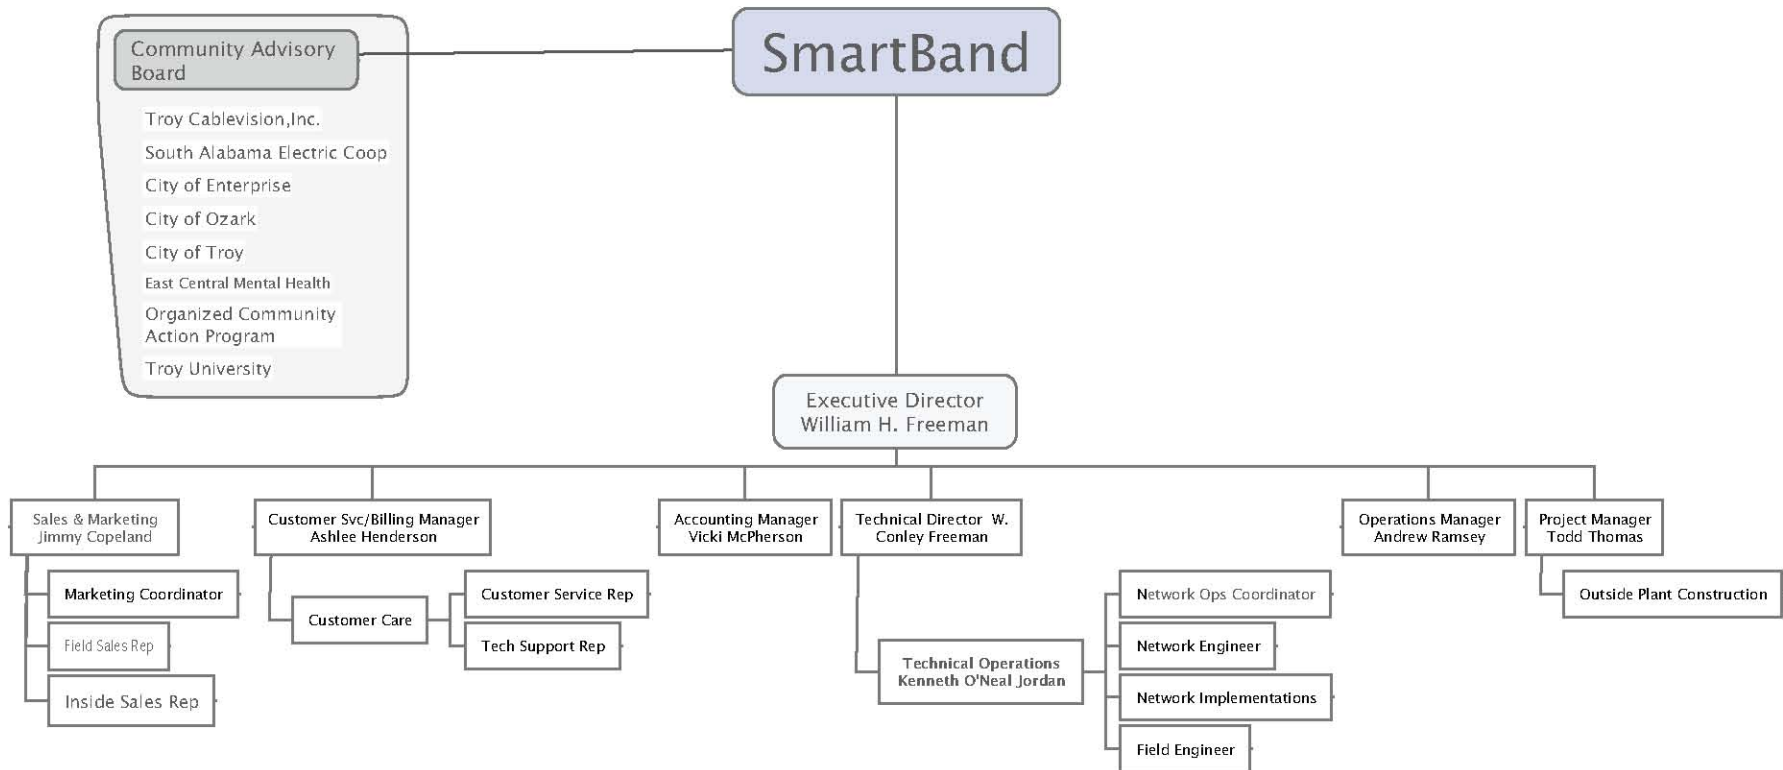 Community Advisory
Board
SmartBand
Troy Cablevision,Inc.
South Alabama Electric Coop
City of Enterprise
City of Ozark
City of Troy
East Central Mental Health
Organized Community
Action Program
Troy University
Executive Director
William H. Freeman
Sales & Marketing
Jimmy Copeland
Marketing Coordinator
Field Sales Rep
Inside Sales Rep
Customer Svc/Billing Manager
Ashlee Henderson
Customer Care
Customer Service Rep
Tech Support Rep
Accounting Manager
Vicki McPherson
Technical Director  W.
Conley Freeman
Technical Operations
Kenneth O'Neal Jordan
Network Ops Coordinator
Network Engineer
Network Implementations
Field Engineer
Operations Manager
Andrew Ramsey
Project Manager
Todd Thomas
Outside Plant Construction